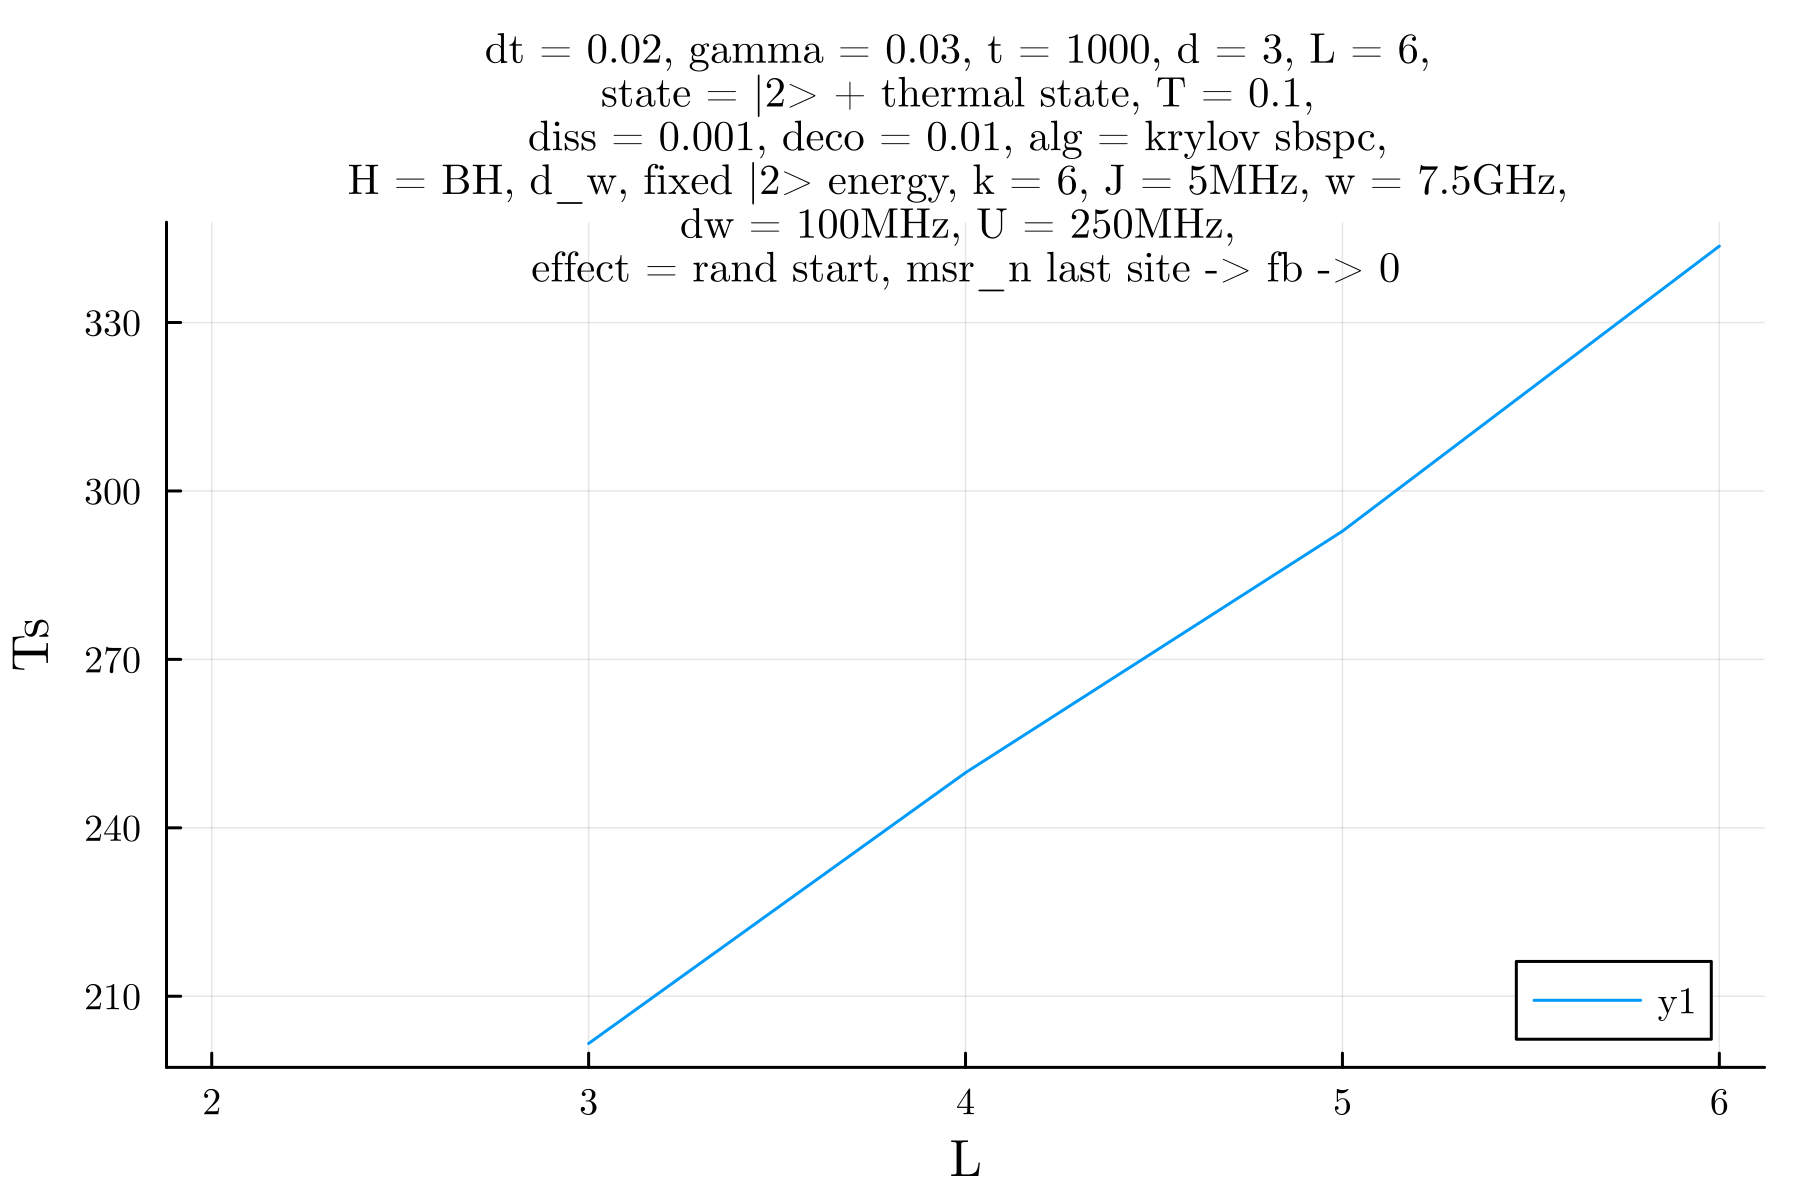 dt = 0.02, gamma = 0.03, t = 1000, d = 3, L = 6,
state = |2> + thermal state, T = 0.1,
diss = 0.001, deco = 0.01, alg = krylov sbspc,
H = BH, d_w, fixed |2> energy, k = 6, J = 5MHz, w = 7.5GHz,
dw = 100MHz, U = 250MHz,
effect = rand start, msr_n last site -> fb -> 0
330
300
270
240
210
Ts
y1
2 3 4 5 6
L